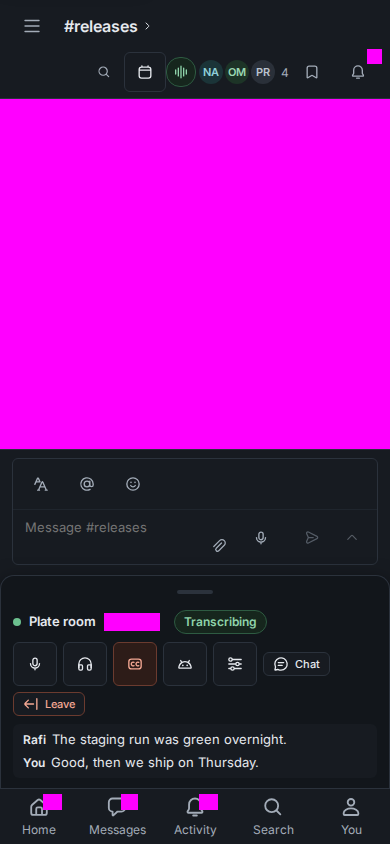 #releases
NA OM PR 4
Message #releases
Plate room Transcribing
CC Chat
Leave
Rafi The staging run was green overnight.
You Good, then we ship on Thursday.
Home Messages Activity Search You